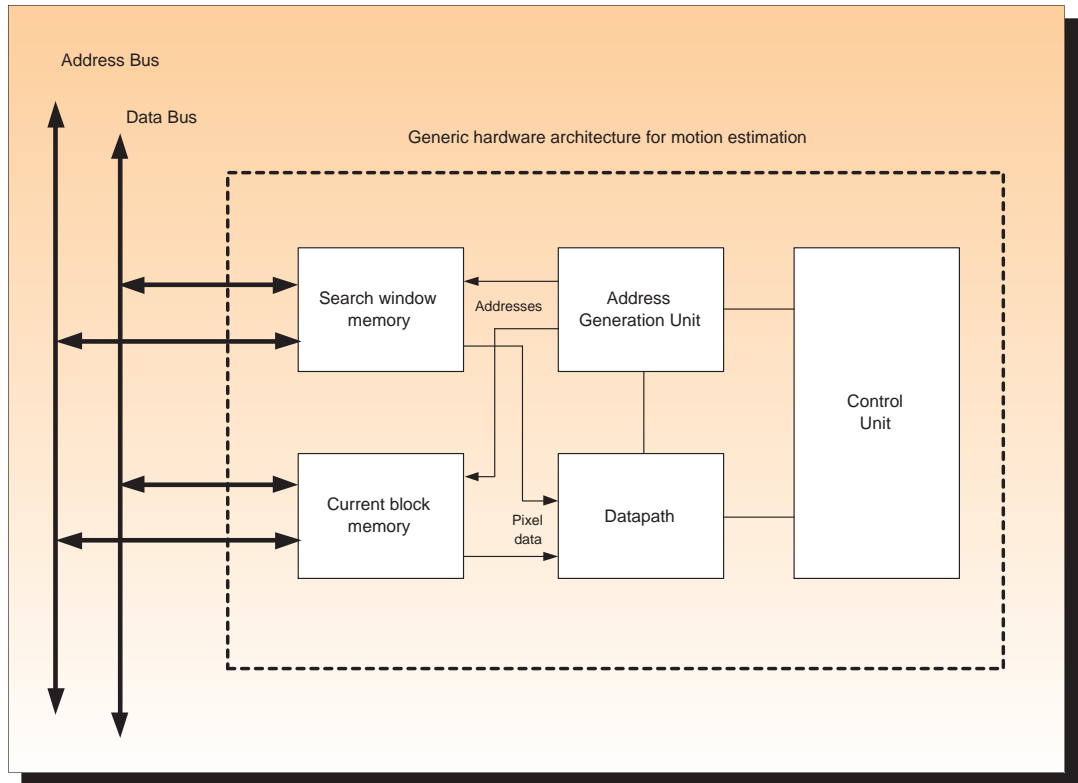 Address Bus
Data Bus
Generic hardware architecture for motion estimation
Search window
memory
Addresses
Address
Generation Unit
Control
Unit
Current block
memory
Pixel
data
Datapath